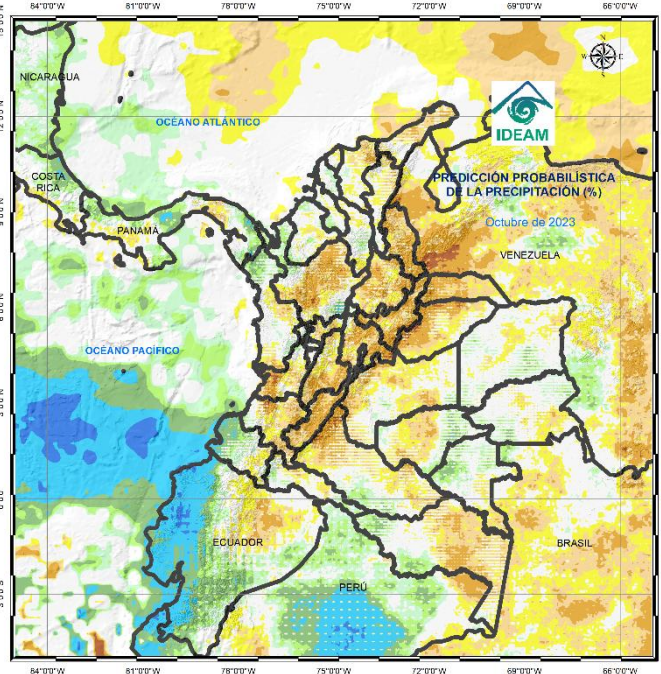 84°0'0"W 81°0'0"W 78°0'0"W 75°0'0"W 72°0'0"W 69°0'0"W 66°0'0"W
NICARAGUA
W E
OCÉANO ATLÁNTICO
IDEAM
COSTA
RICA
PREDICCIÓN PROBABILÍSTICA
DE LA PRECIPITACIÓN (%)
Octubre de 2023
PANAMÁ
VENEZUELA
OCÉANO PACÍFICO
ECUADOR
BRASIL
PERÚ
84°0'0"W 81°0'0"W 78°0'0"W 75°0'0"W 72°0'0"W 69°0'0"W 66°0'0"W